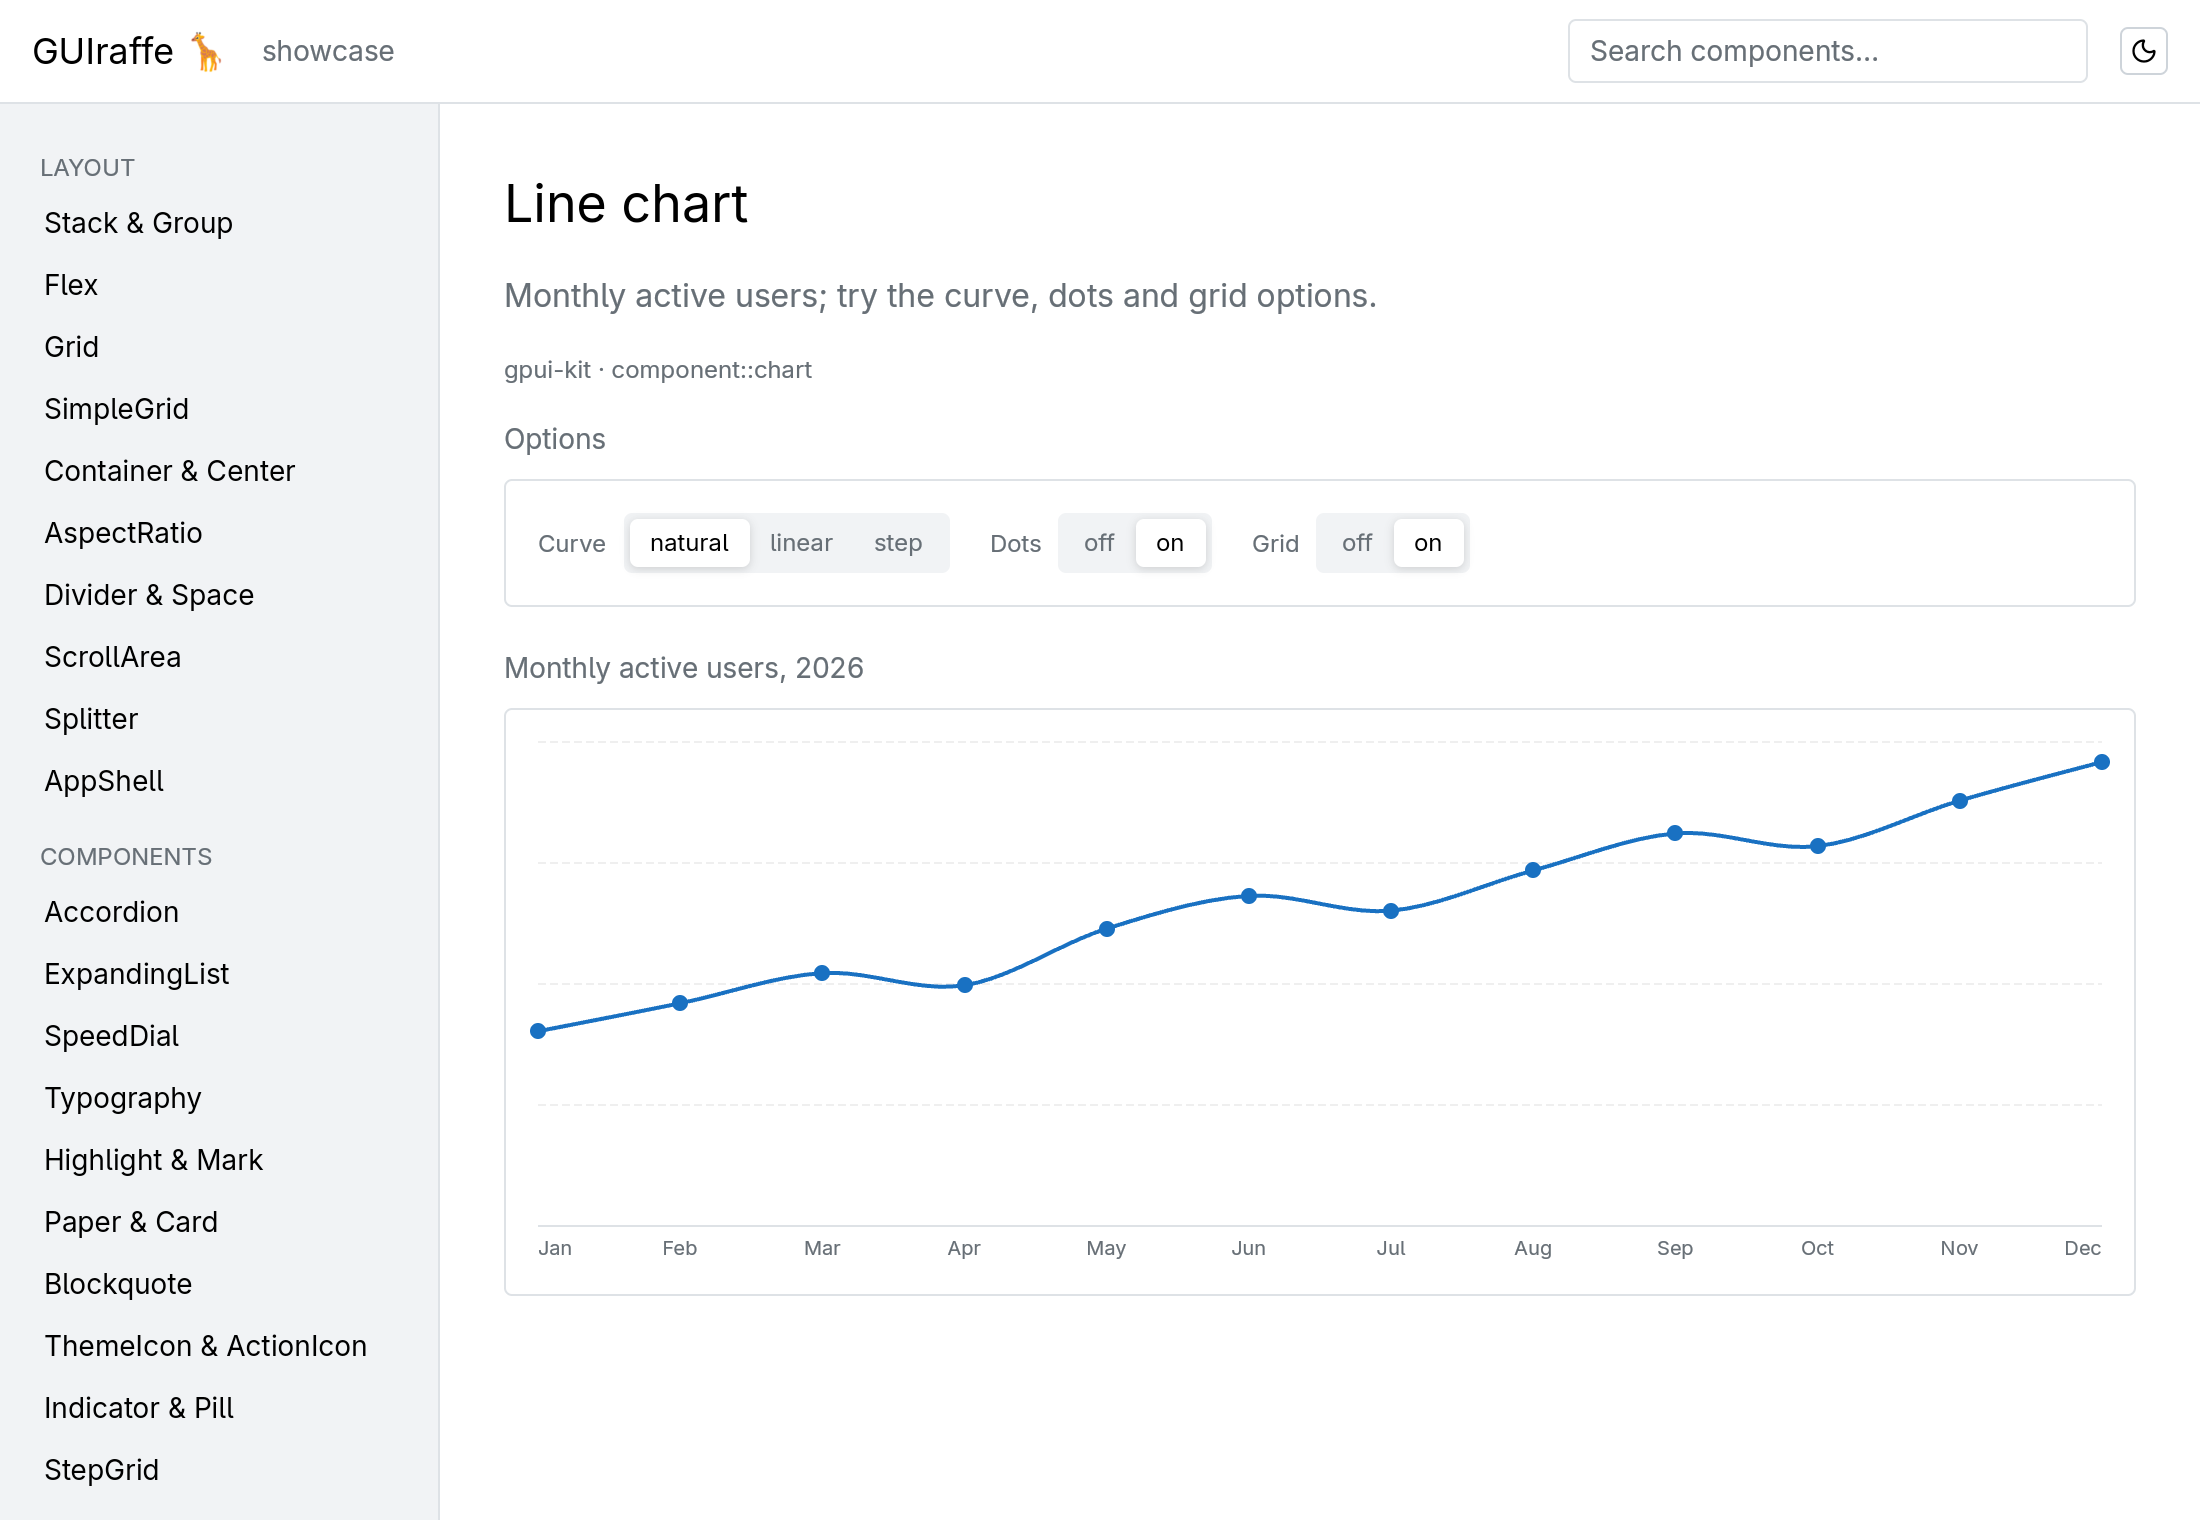 GUIraffe 🦒 showcase
Search components...
LAYOUT
Stack & Group
Flex
Grid
SimpleGrid
Container & Center
AspectRatio
Divider & Space
ScrollArea
Splitter
AppShell
COMPONENTS
Accordion
ExpandingList
SpeedDial
Typography
Highlight & Mark
Paper & Card
Blockquote
ThemeIcon & ActionIcon
Indicator & Pill
StepGrid
Line chart
Monthly active users; try the curve, dots and grid options.
gpui-kit · component::chart
Options
Curve natural linear step Dots off on Grid off on
Monthly active users, 2026
Jan Feb Mar Apr May Jun Jul Aug Sep Oct Nov Dec